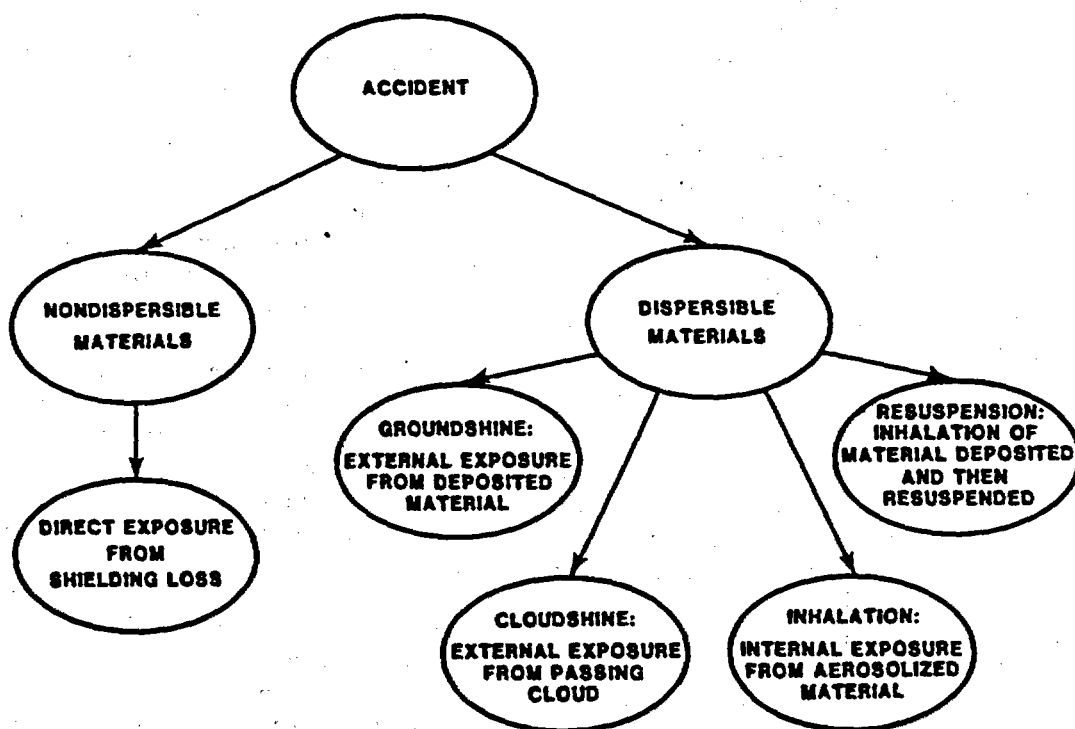 ACCIDENT
NONDISPERSIBLE
MATERIALS
DISPERSIBLE
MATERIALS
DIRECT EXPOSURE
FROM
SHIELDING LOSS
GROUNDSHINE:
EXTERNAL EXPOSURE
FROM DEPOSITED
MATERIAL
RESUSPENSION:
INHALATION OF
MATERIAL DEPOSITED
AND THEN
RESUSPENDED
CLOUDSHINE:
EXTERNAL EXPOSURE
FROM PASSING
CLOUD
INHALATION:
INTERNAL EXPOSURE
FROM AEROSOLIZED
MATERIAL